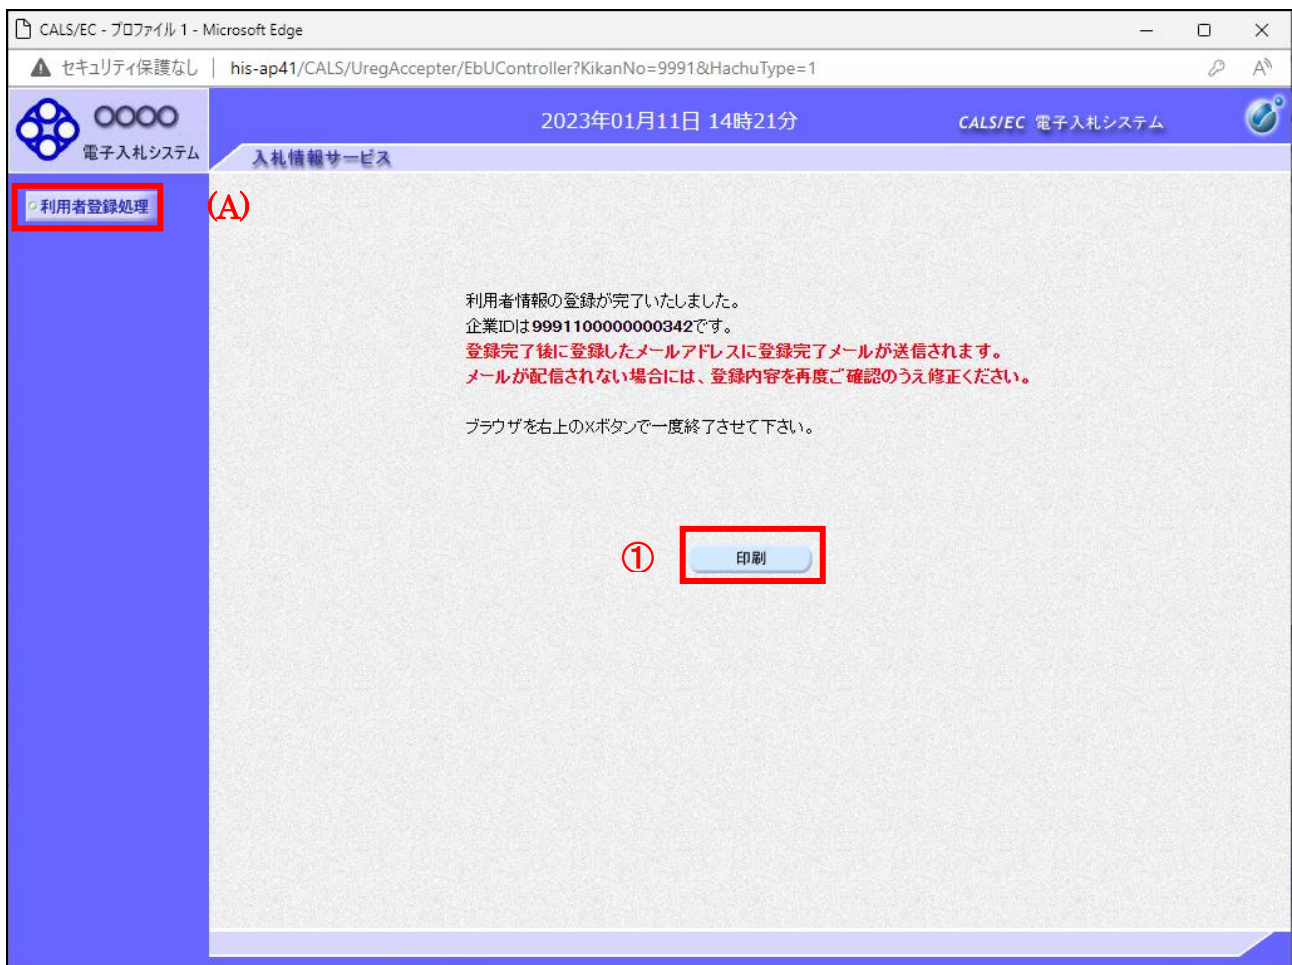 CALS/EC - プロファイル 1 - Microsoft Edge
セキュリティ保護なし | his-ap41/CALS/UregAccepter/EbUController?KikanNo=9991&HachuType=1
OOOO
電子入札システム
2023年01月11日 14時21分
CALS/EC 電子入札システム
入札情報サービス
利用者登録処理
(A)
利用者情報の登録が完了いたしました。
企業IDは9991100000000342です。
登録完了後に登録したメールアドレスに登録完了メールが送信されます。
メールが配信されない場合には、登録内容を再度ご確認のうえ修正ください。
ブラウザを右上の×ボタンで一度終了させて下さい。
① 印刷